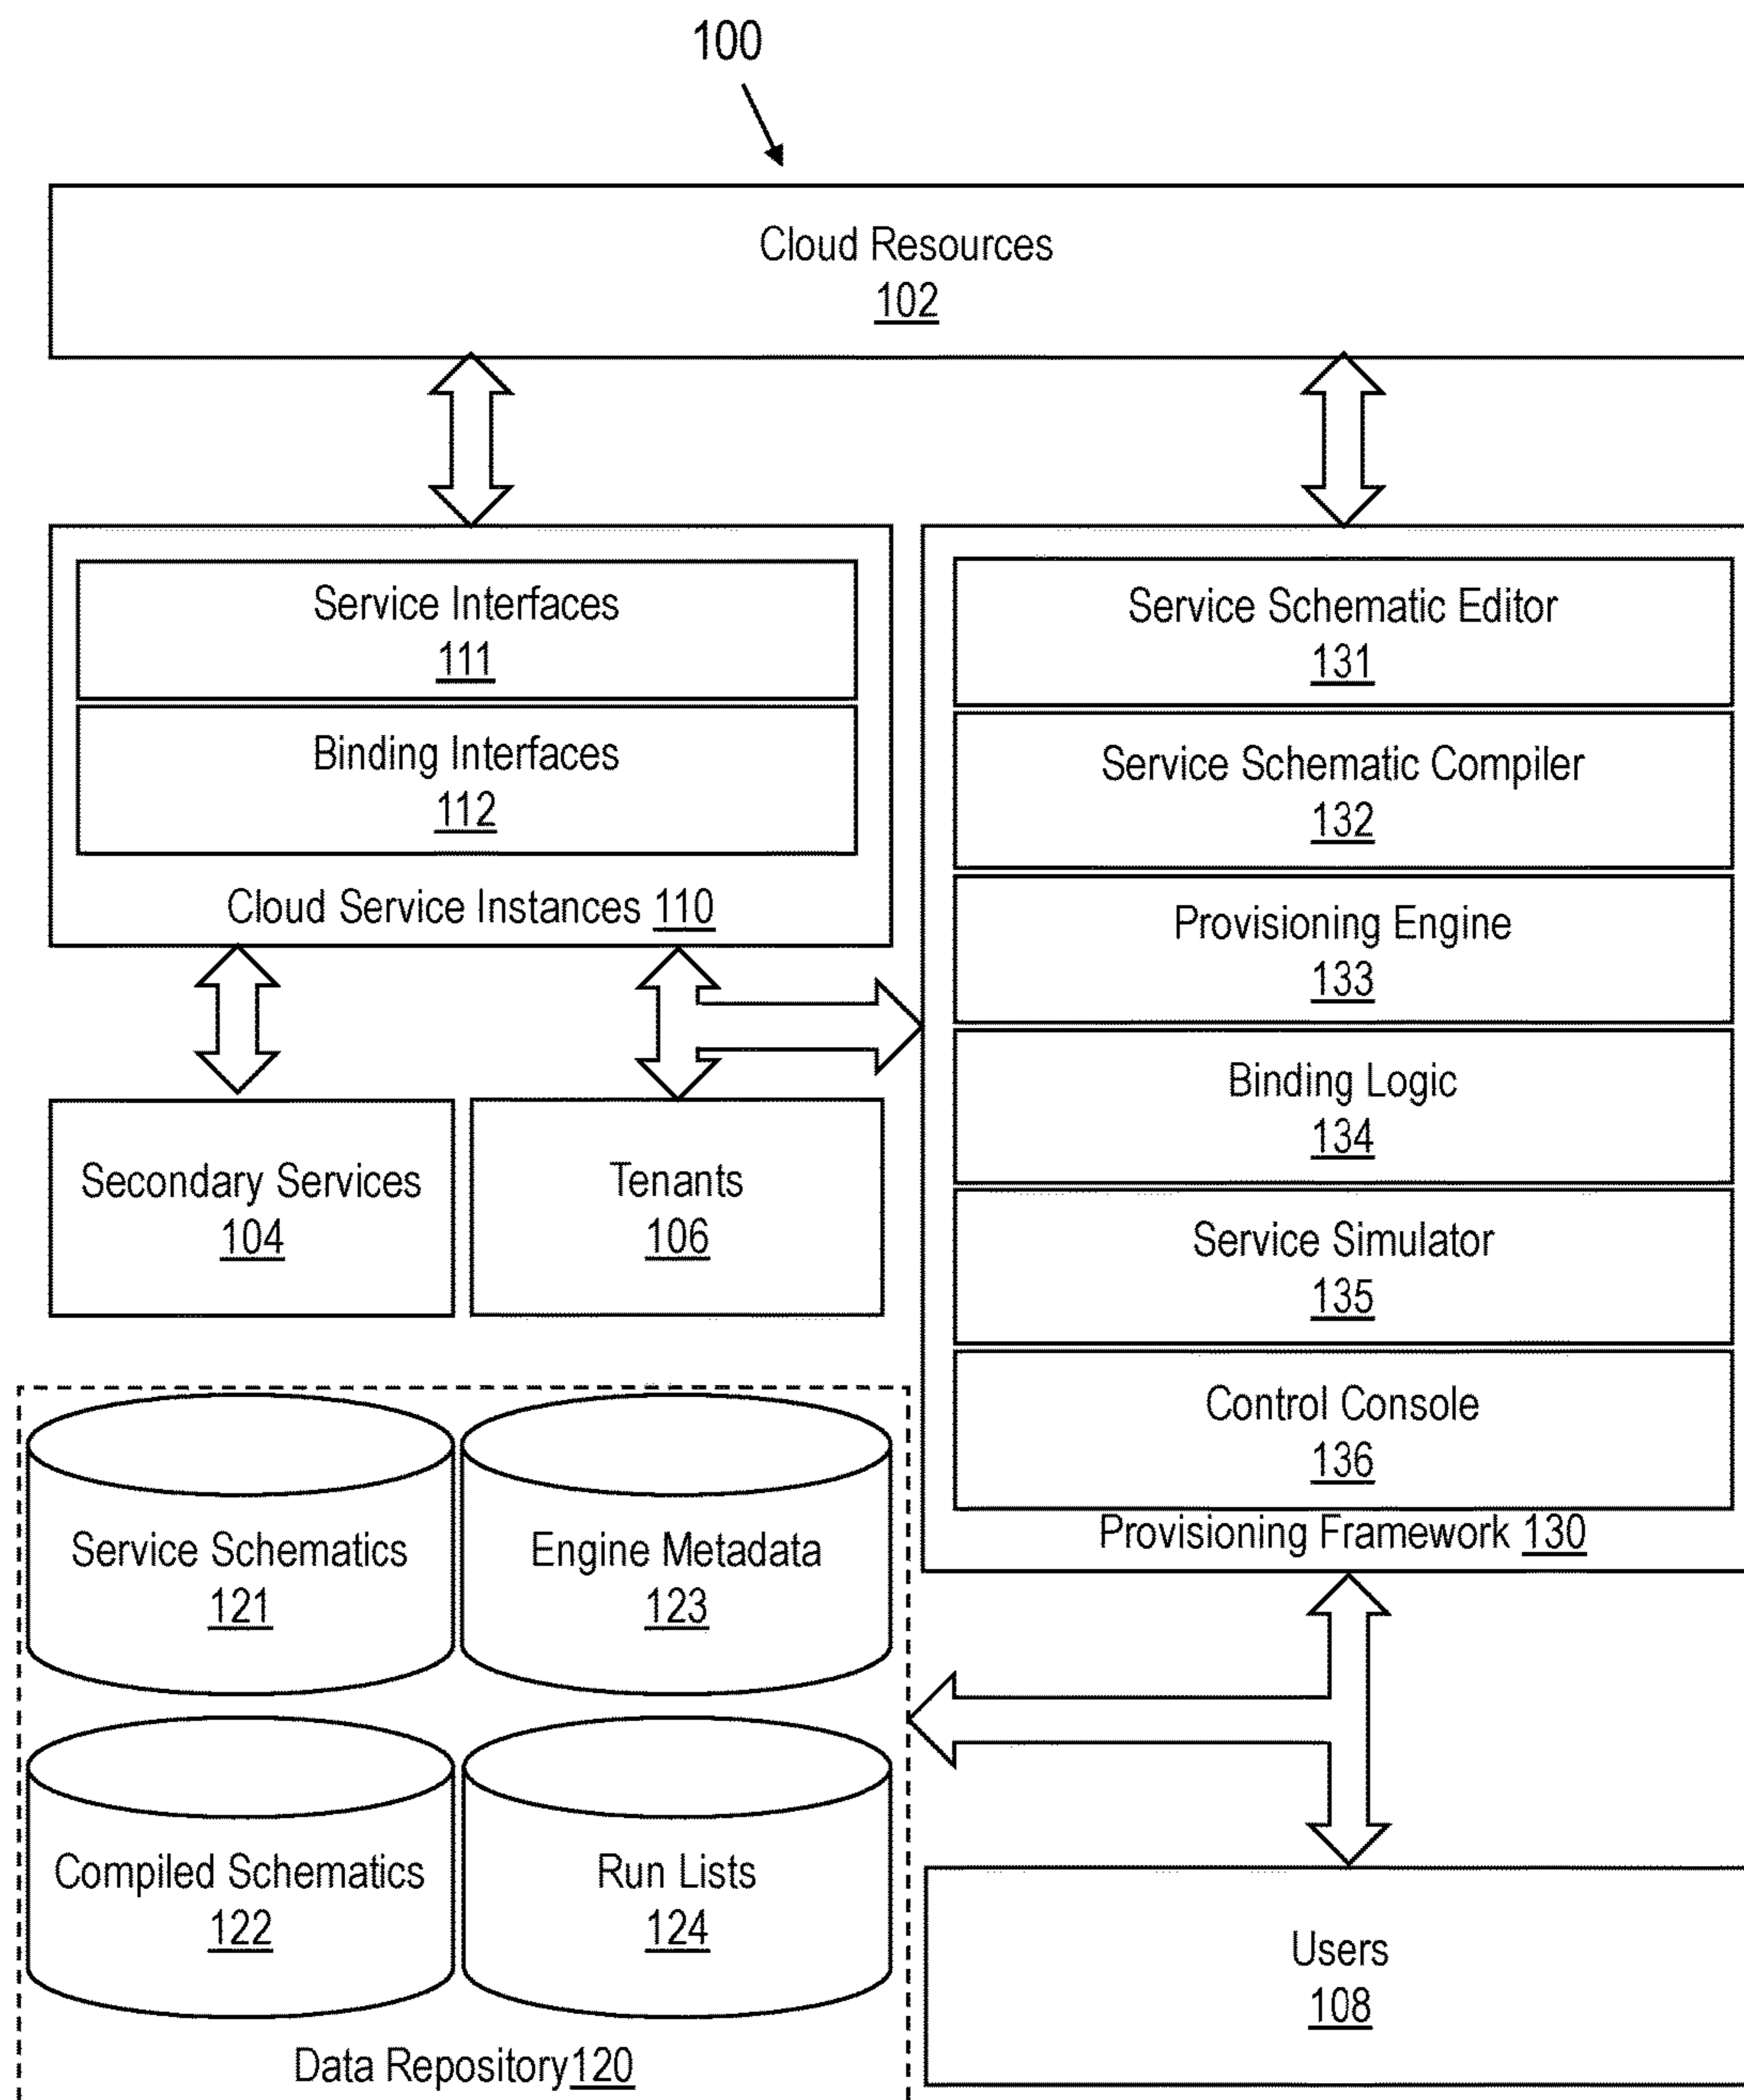 100
Cloud Resources
102
Service Interfaces
111
Binding Interfaces
112
Cloud Service Instances 110
Secondary Services
104
Tenants
106
Service Schematic Editor
131
Service Schematic Compiler
132
Provisioning Engine
133
Binding Logic
134
Service Simulator
135
Control Console
136
Provisioning Framework 130
Service Schematics
121
Engine Metadata
123
Compiled Schematics
122
Run Lists
124
Data Repository120
Users
108